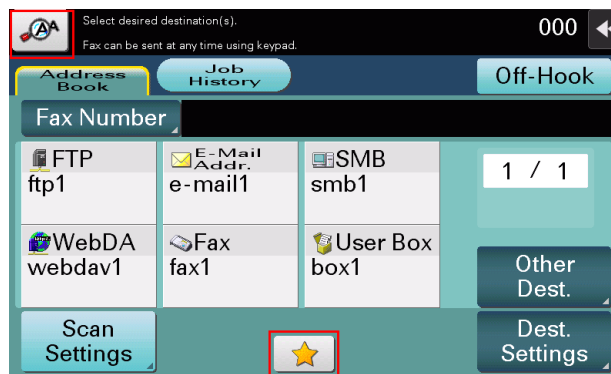 AA
Select desired destination(s).
Fax can be sent at any time using keypad.
000
Address
Book
Job
History
Off-Hook
Fax Number
FTP
ftp1
E-Mail
Addr.
e-mail1
SMB
smb1
1 / 1
WebDA
webdav1
Fax
fax1
User Box
box1
Other
Dest.
Scan
Settings
Dest.
Settings